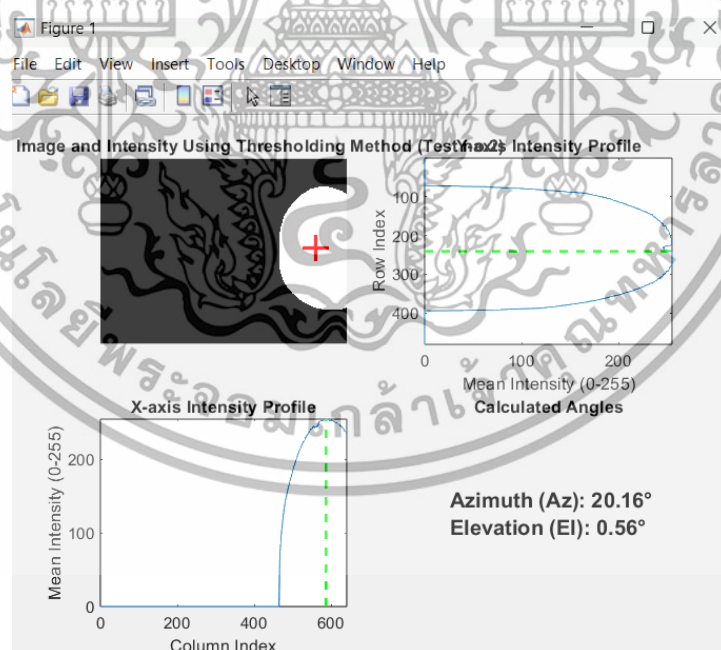 Figure 1
File Edit View Insert Tools Desktop Window Help
Image and Intensity Using Thresholding Method (Test no.2)
Y-axis Intensity Profile
100
200
300
400
Row Index
0 100 200
Mean Intensity (0-255)
X-axis Intensity Profile
200
100
0
Mean Intensity (0-255)
0 200 400 600
Column Index
Calculated Angles
Azimuth (Az): 20.16°
Elevation (El): 0.56°